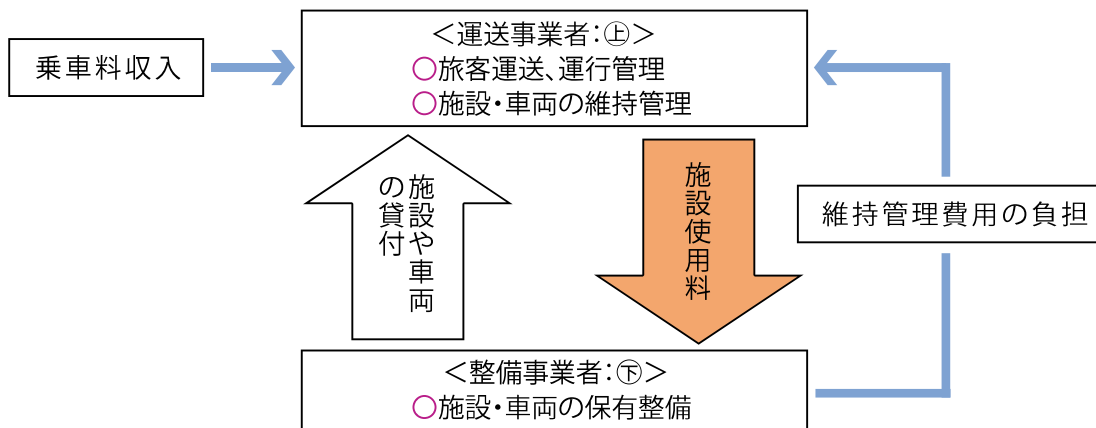 乗車料収入
＜運送事業者：㊤＞
○旅客運送、運行管理
○施設・車両の維持管理
施設や車両
の貸付
施設使用料
維持管理費用の負担
＜整備事業者：㊦＞
○施設・車両の保有整備